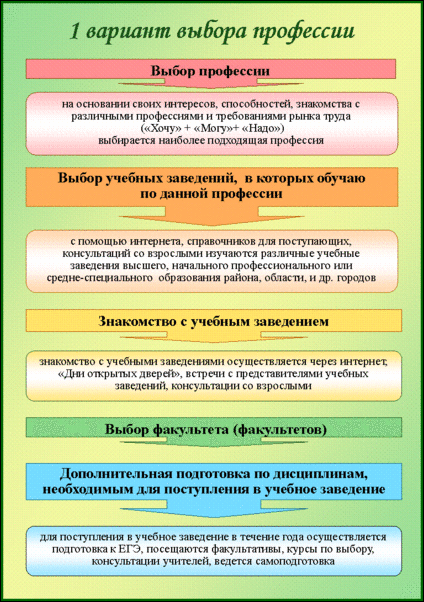 1 вариант выбора профессии
Выбор профессии
на основании своих интересов, способностей, знакомства с
различными профессиями и требованиями рынка труда
(«Хочу» + «Могу»+ «Надо»)
выбирается наиболее подходящая профессия
Выбор учебных заведений, в которых обучаю
по данной профессии
с помощью интернета, справочников для поступающих,
консультаций со взрослыми изучаются различные учебные
заведения высшего, начального профессионального или
средне-специального образования района, области, и др. городов
Знакомство с учебным заведением
знакомство с учебными заведениями осуществляется через интернет,
«Дни открытых дверей», встречи с представителями учебных
заведений, консультации со взрослыми
Выбор факультета (факультетов)
Дополнительная подготовка по дисциплинам,
необходимым для поступления в учебное заведение
для поступления в учебное заведение в течение года осуществляется
подготовка к ЕГЭ, посещаются факультативы, курсы по выбору,
консультации учителей, ведется самоподготовка